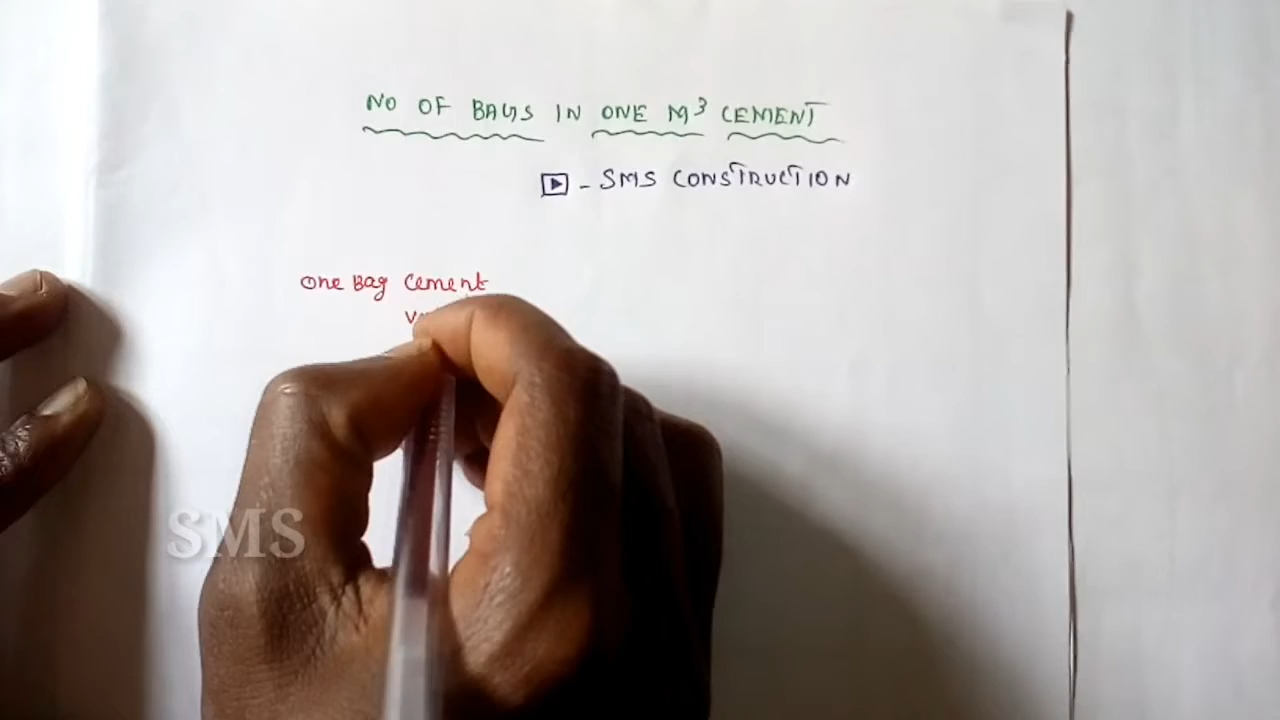 NO OF BAGS IN ONE M³ CEMENT
- SMS CONSTRUCTION
One Bag Cement
SMS